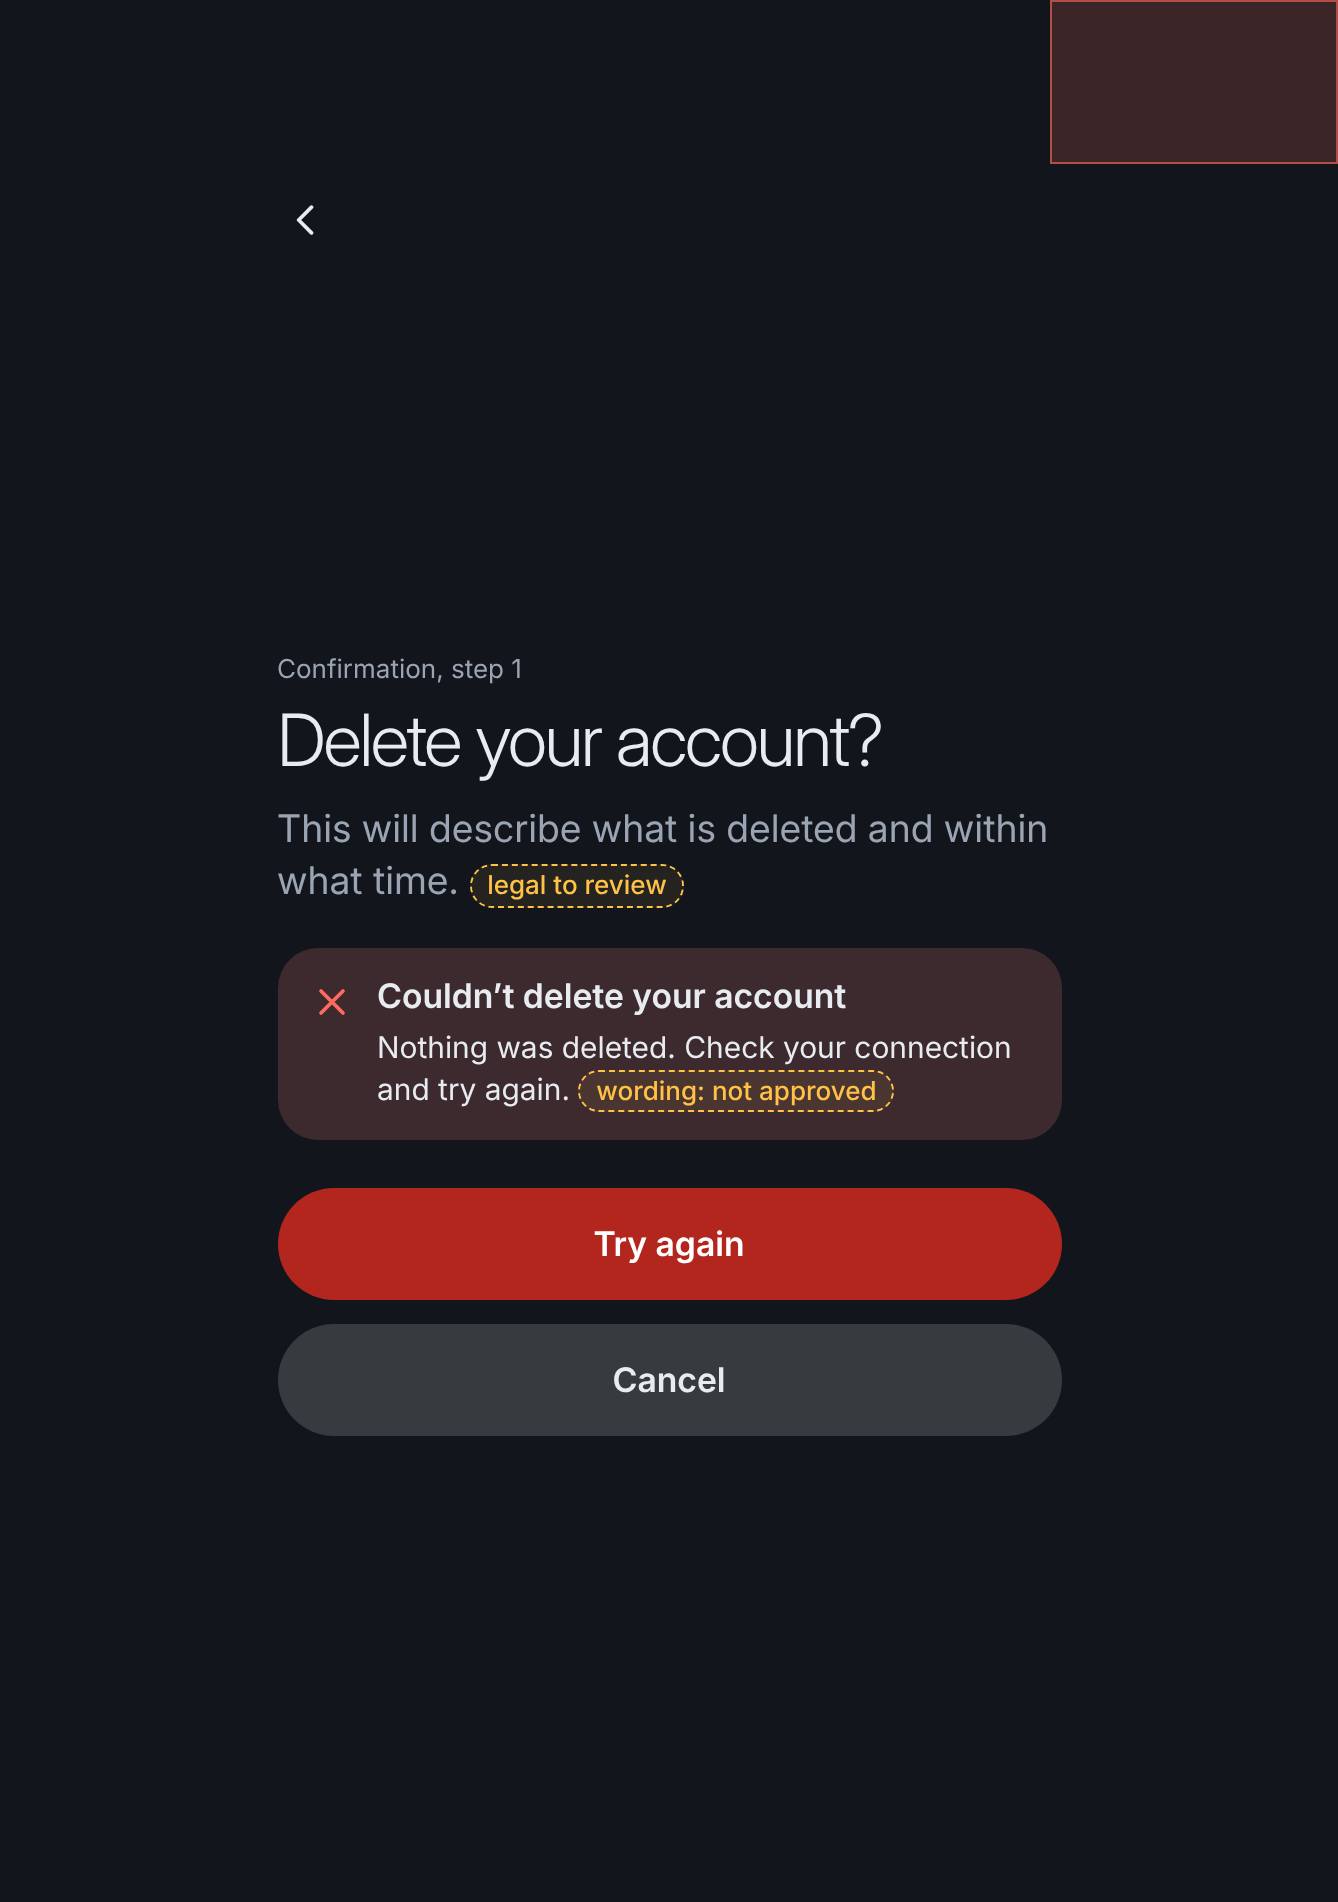 Confirmation, step 1
Delete your account?
This will describe what is deleted and within
what time. legal to review
Couldn’t delete your account
Nothing was deleted. Check your connection
and try again. wording: not approved
Try again
Cancel